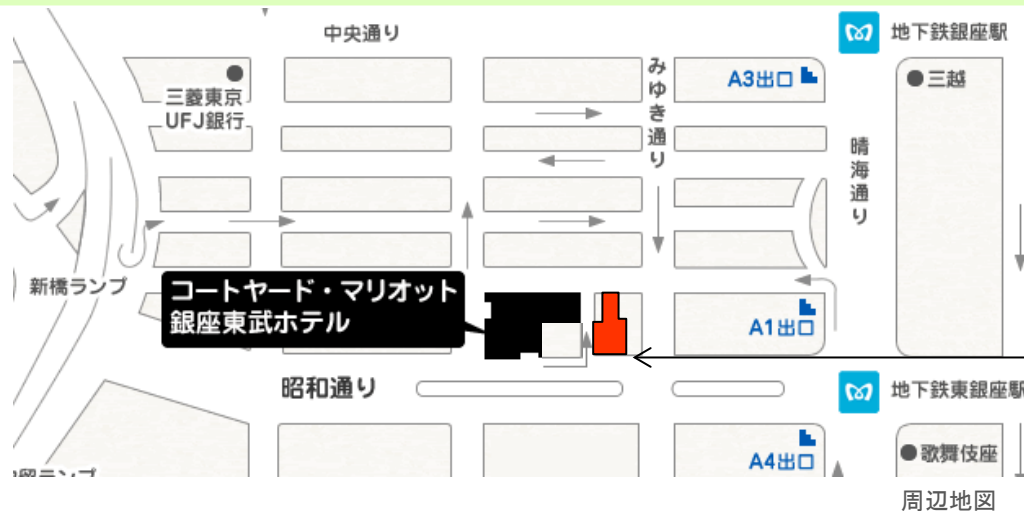 中央通り
地下鉄銀座駅
三菱東京
UFJ銀行
みゆき通り
A3出口
三越
晴海通り
新橋ランプ
コートヤード・マリオット
銀座東武ホテル
A1出口
昭和通り
地下鉄東銀座駅
A4出口
歌舞伎座
留ランプ
周辺地図